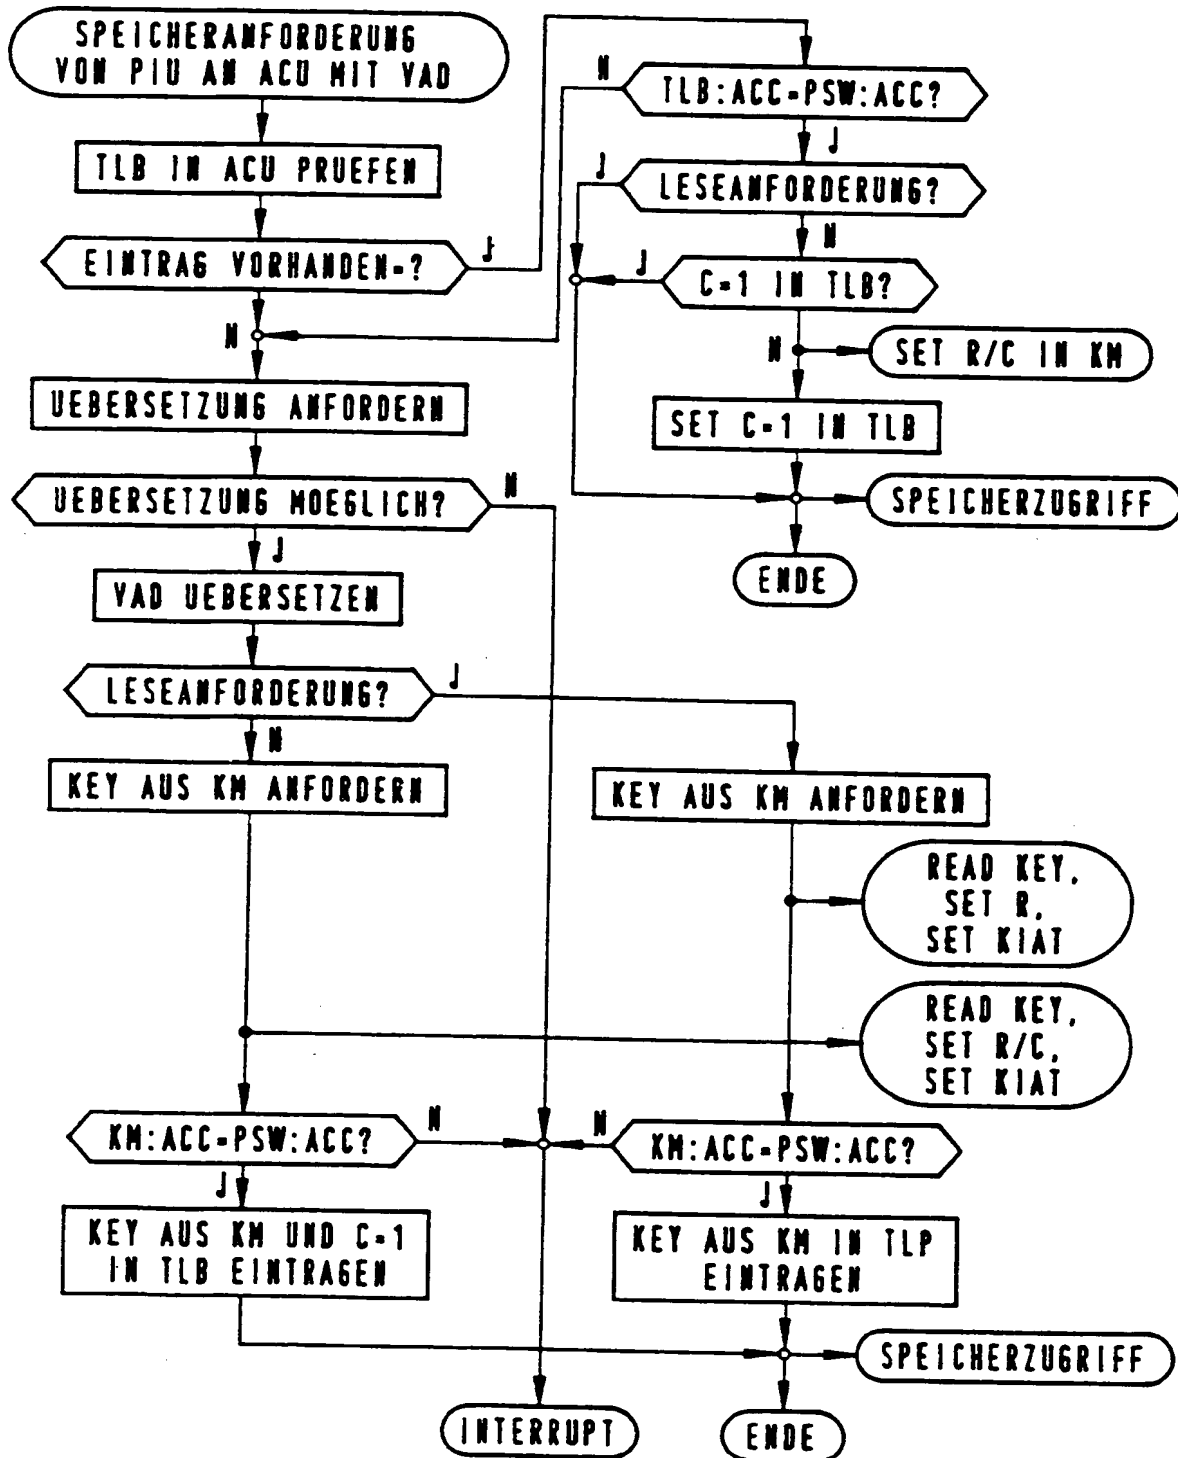 SPEICHERANFORDERUNG
VON PIU AN ACU MIT VAD
TLB IN ACU PRUEFEN
EINTRAG VORHANDEN=?
J
N
UEBERSETZUNG ANFORDERN
UEBERSETZUNG MOEGLICH?
N
J
VAD UEBERSETZEN
LESEANFORDERUNG?
J
N
KEY AUS KM ANFORDERN
KM:ACC=PSW:ACC?
N
J
KEY AUS KM UND C=1
IN TLB EINTRAGEN
INTERRUPT
N
TLB:ACC=PSW:ACC?
J
J
LESEANFORDERUNG?
N
J
C=1 IN TLB?
N
SET R/C IN KM
SET C=1 IN TLB
SPEICHERZUGRIFF
ENDE
KEY AUS KM ANFORDERN
READ KEY,
SET R,
SET KIAT
READ KEY,
SET R/C,
SET KIAT
N
KM:ACC=PSW:ACC?
J
KEY AUS KM IN TLP
EINTRAGEN
SPEICHERZUGRIFF
ENDE